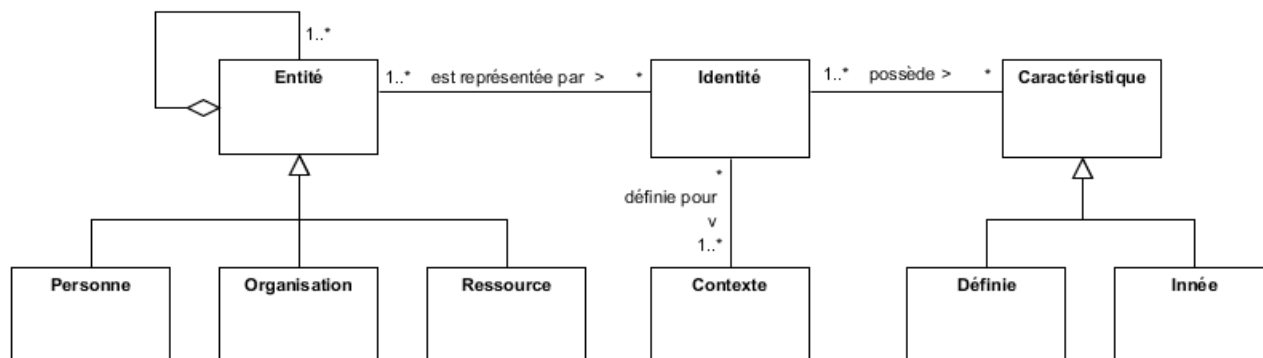 1..*
Entité
1..* est représentée par > *
Identité
1..* possède > *
Caractéristique
*
définie pour
v
1..*
Personne
Organisation
Ressource
Contexte
Définie
Innée